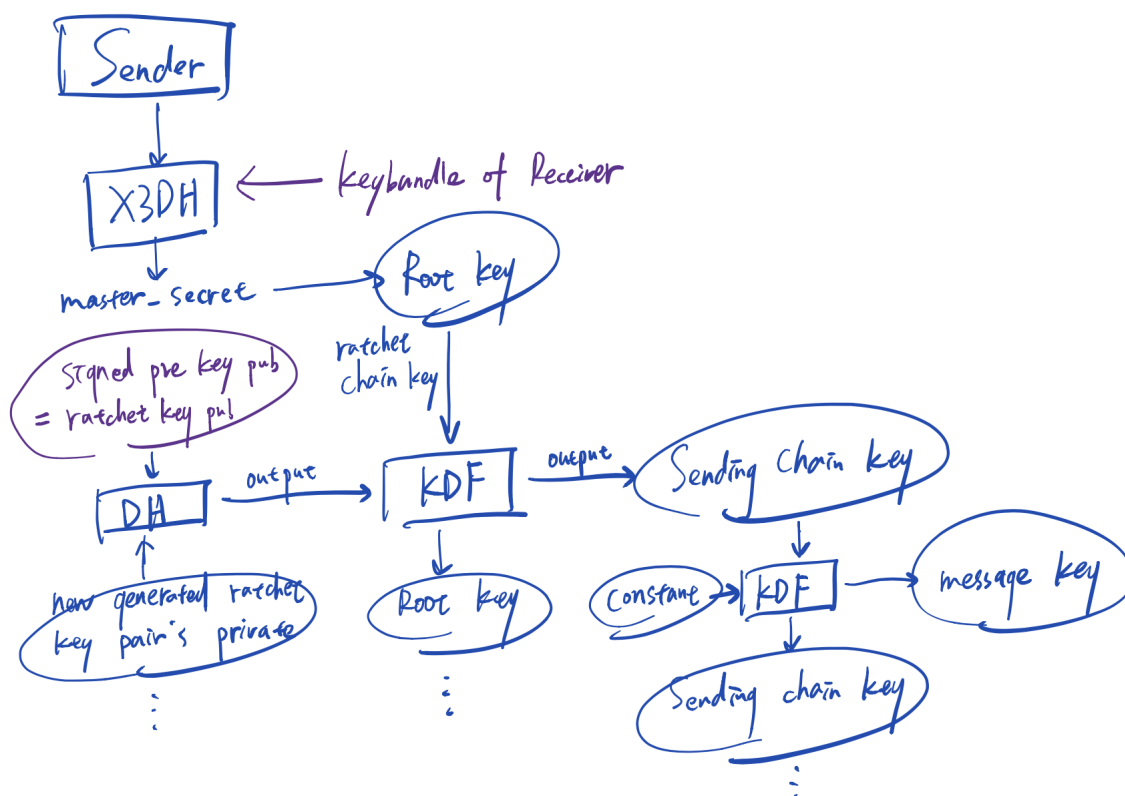 Sender
X3DH
keybundle of Receiver
master_secret
Root key
ratchet
chain key
signed pre key pub
= ratchet key pub
DH
output
KDF
output
Sending Chain key
new generated ratchet
key pair's private
Root key
Constant
KDF
message key
Sending chain key